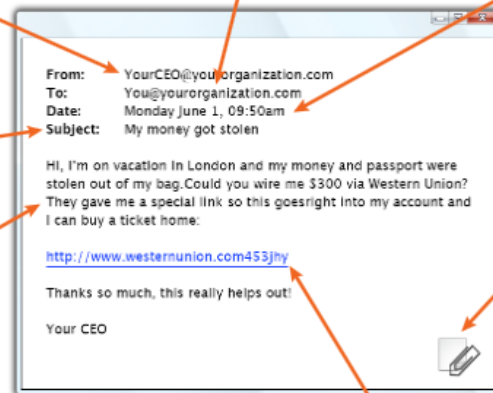 From: YourCEO@yourorganization.com
To: You@yourorganization.com
Date: Monday June 1, 09:50am
Subject: My money got stolen
Hi, I'm on vacation in London and my money and passport were
stolen out of my bag.Could you wire me $300 via Western Union?
They gave me a special link so this goesright into my account and
I can buy a ticket home:
http://www.westernunion.com453jhy
Thanks so much, this really helps out!
Your CEO